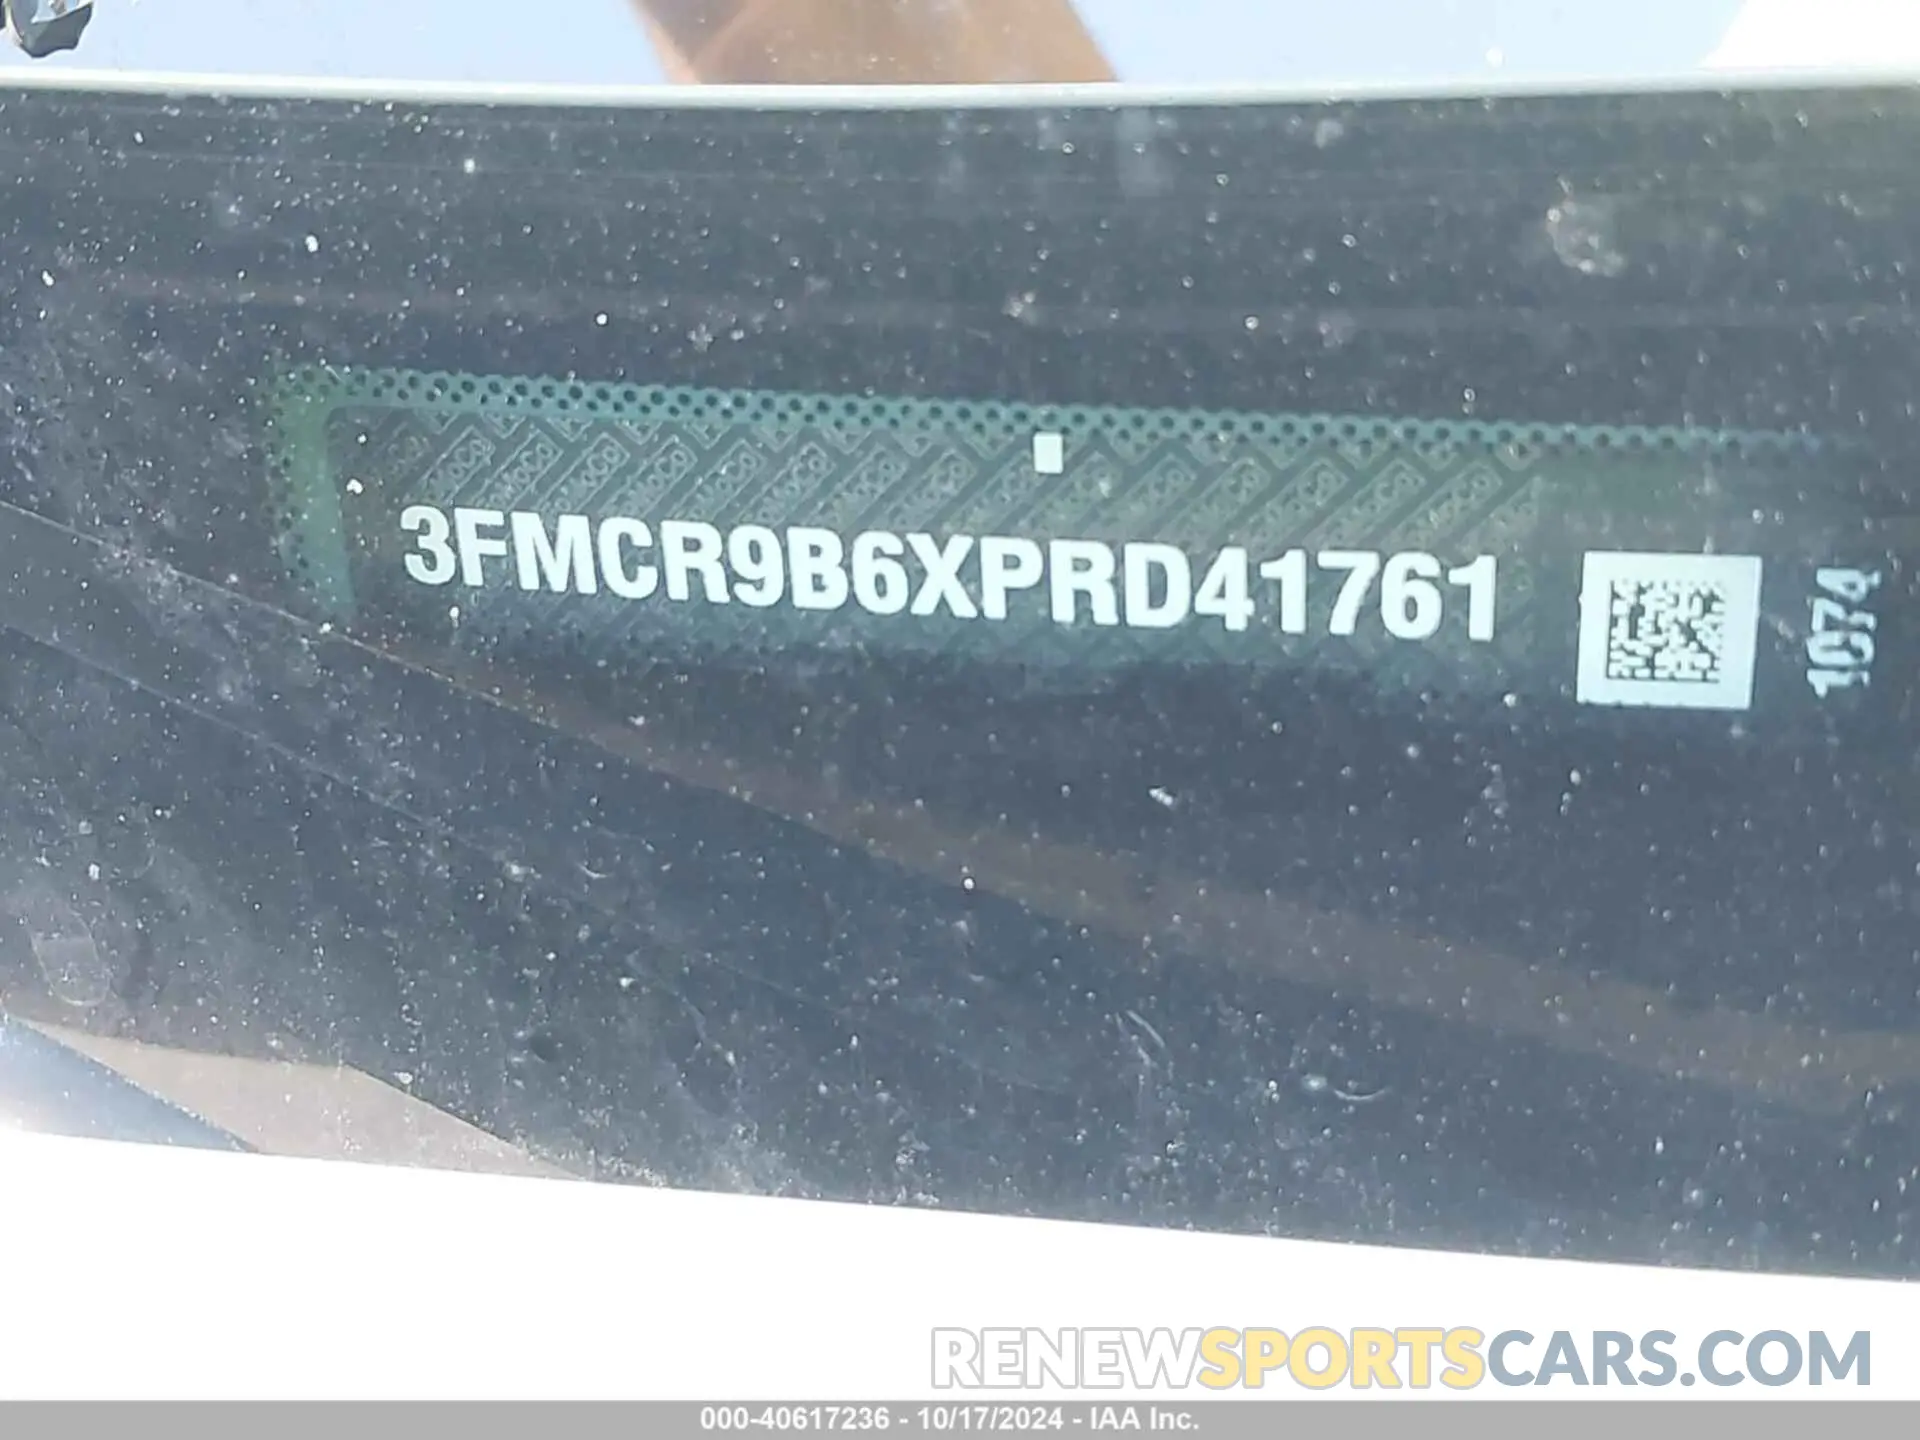 3FMCR9B6XPRD41761
1074
RENEWSPORTSCARS.COM
000-40617236 - 10/17/2024 - IAA Inc.